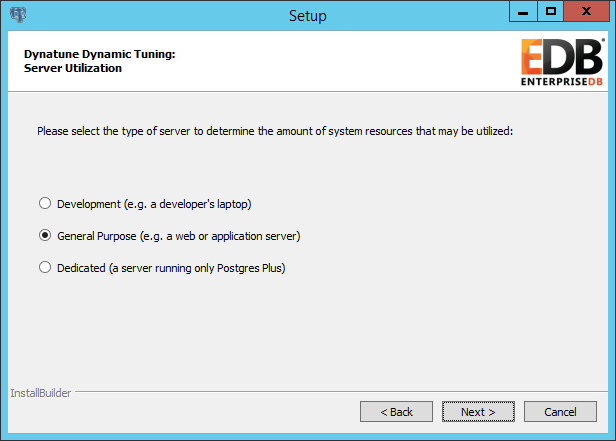 Setup
X
Dynatune Dynamic Tuning:
Server Utilization
EDB
ENTERPRISEDB
Please select the type of server to determine the amount of system resources that may be utilized:
Development (e.g. a developer's laptop)
General Purpose (e.g. a web or application server)
Dedicated (a server running only Postgres Plus)
InstallBuilder
< Back
Next >
Cancel